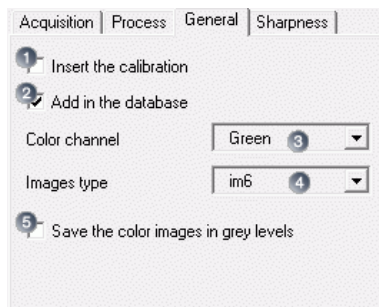 Acquisition Process General Sharpness
1 Insert the calibration
2 Add in the database
Color channel Green 3
Images type im6 4
5 Save the color images in grey levels